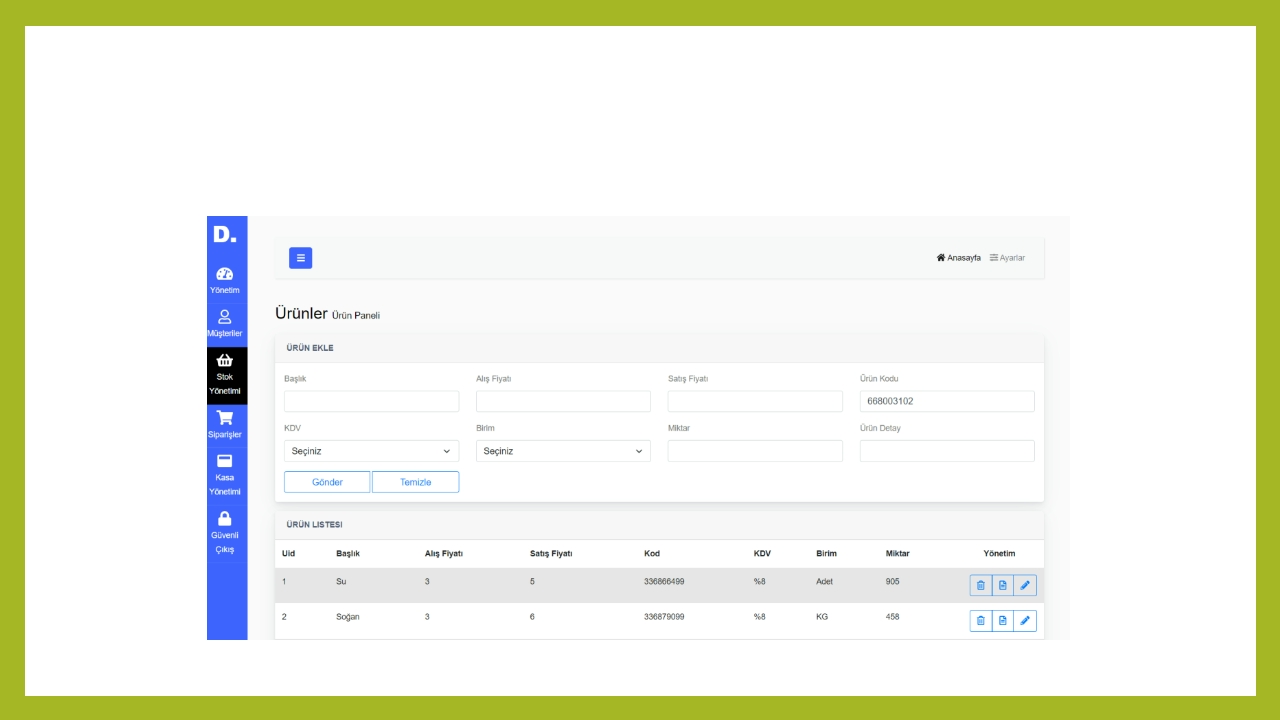 D.
Anasayfa Ayarlar
Yönetim
Müşteriler
Stok
Yönetimi
Siparişler
Kasa
Yönetimi
Güvenli
Çıkış
Ürünler Ürün Paneli
ÜRÜN EKLE
Başlık Alış Fiyatı Satış Fiyatı Ürün Kodu
668003102
KDV Birim Miktar Ürün Detay
Seçiniz Seçiniz
Gönder Temizle
ÜRÜN LISTESI
Uid Başlık Alış Fiyatı Satış Fiyatı Kod KDV Birim Miktar Yönetim
1 Su 3 5 336866499 %8 Adet 905
2 Soğan 3 6 336879099 %8 KG 458